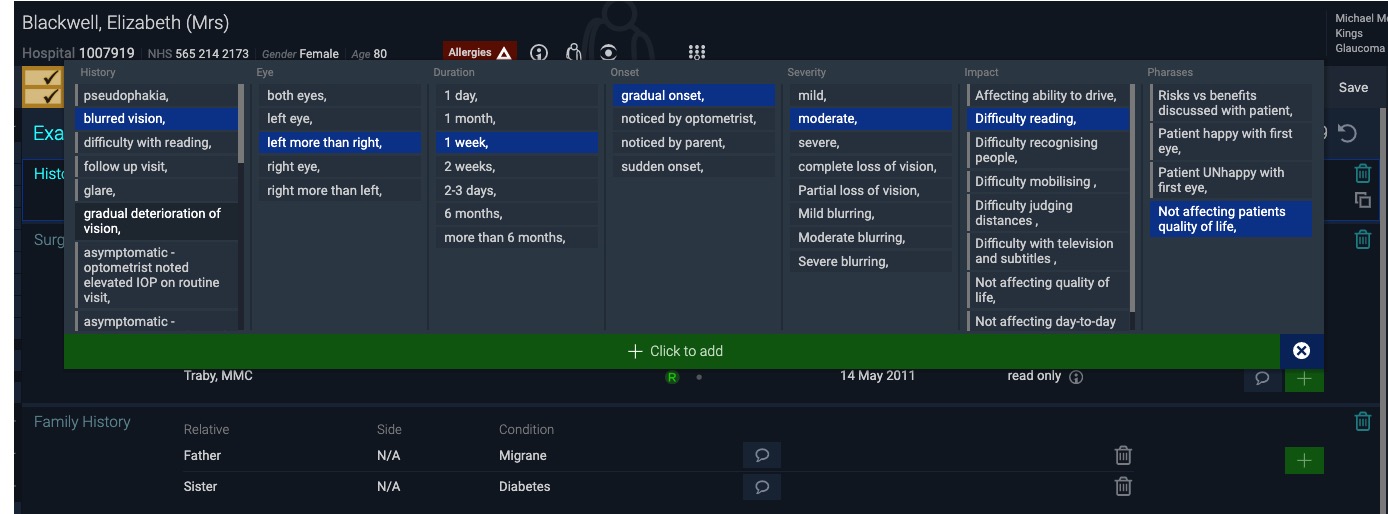 Blackwell, Elizabeth (Mrs)
Hospital 1007919 NHS 565 214 2173 Gender Female Age 80
Allergies
Michael M
Kings
Glaucoma
Save
Exa
Histo
Surg
History
pseudophakia,
blurred vision,
difficulty with reading,
follow up visit,
glare,
gradual deterioration of
vision,
asymptomatic -
optometrist noted
elevated IOP on routine
visit,
asymptomatic -
Eye
both eyes,
left eye,
left more than right,
right eye,
right more than left,
Duration
1 day,
1 month,
1 week,
2 weeks,
2-3 days,
6 months,
more than 6 months,
Onset
gradual onset,
noticed by optometrist,
noticed by parent,
sudden onset,
Severity
mild,
moderate,
severe,
complete loss of vision,
Partial loss of vision,
Mild blurring,
Moderate blurring,
Severe blurring,
Impact
Affecting ability to drive,
Difficulty reading,
Difficulty recognising
people,
Difficulty mobilising ,
Difficulty judging
distances ,
Difficulty with television
and subtitles ,
Not affecting quality of
life,
Not affecting day-to-day
Pharases
Risks vs benefits
discussed with patient,
Patient happy with first
eye,
Patient UNhappy with
first eye,
Not affecting patients
quality of life,
Click to add
Traby, MMC R 14 May 2011 read only
Family History
Relative Side Condition
Father N/A Migrane
Sister N/A Diabetes